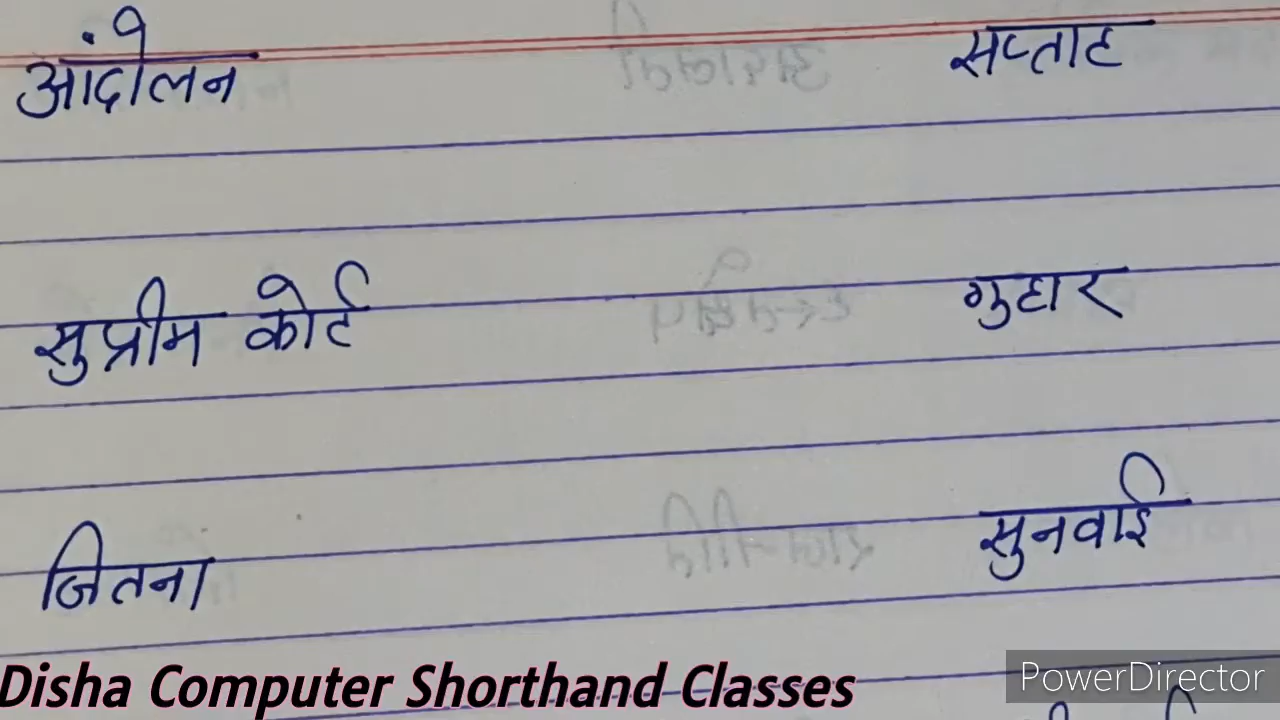 आंदोलन सप्ताह
सुप्रीम कोर्ट गुहार
जितना सुनवाई
Disha Computer Shorthand Classes
PowerDirector